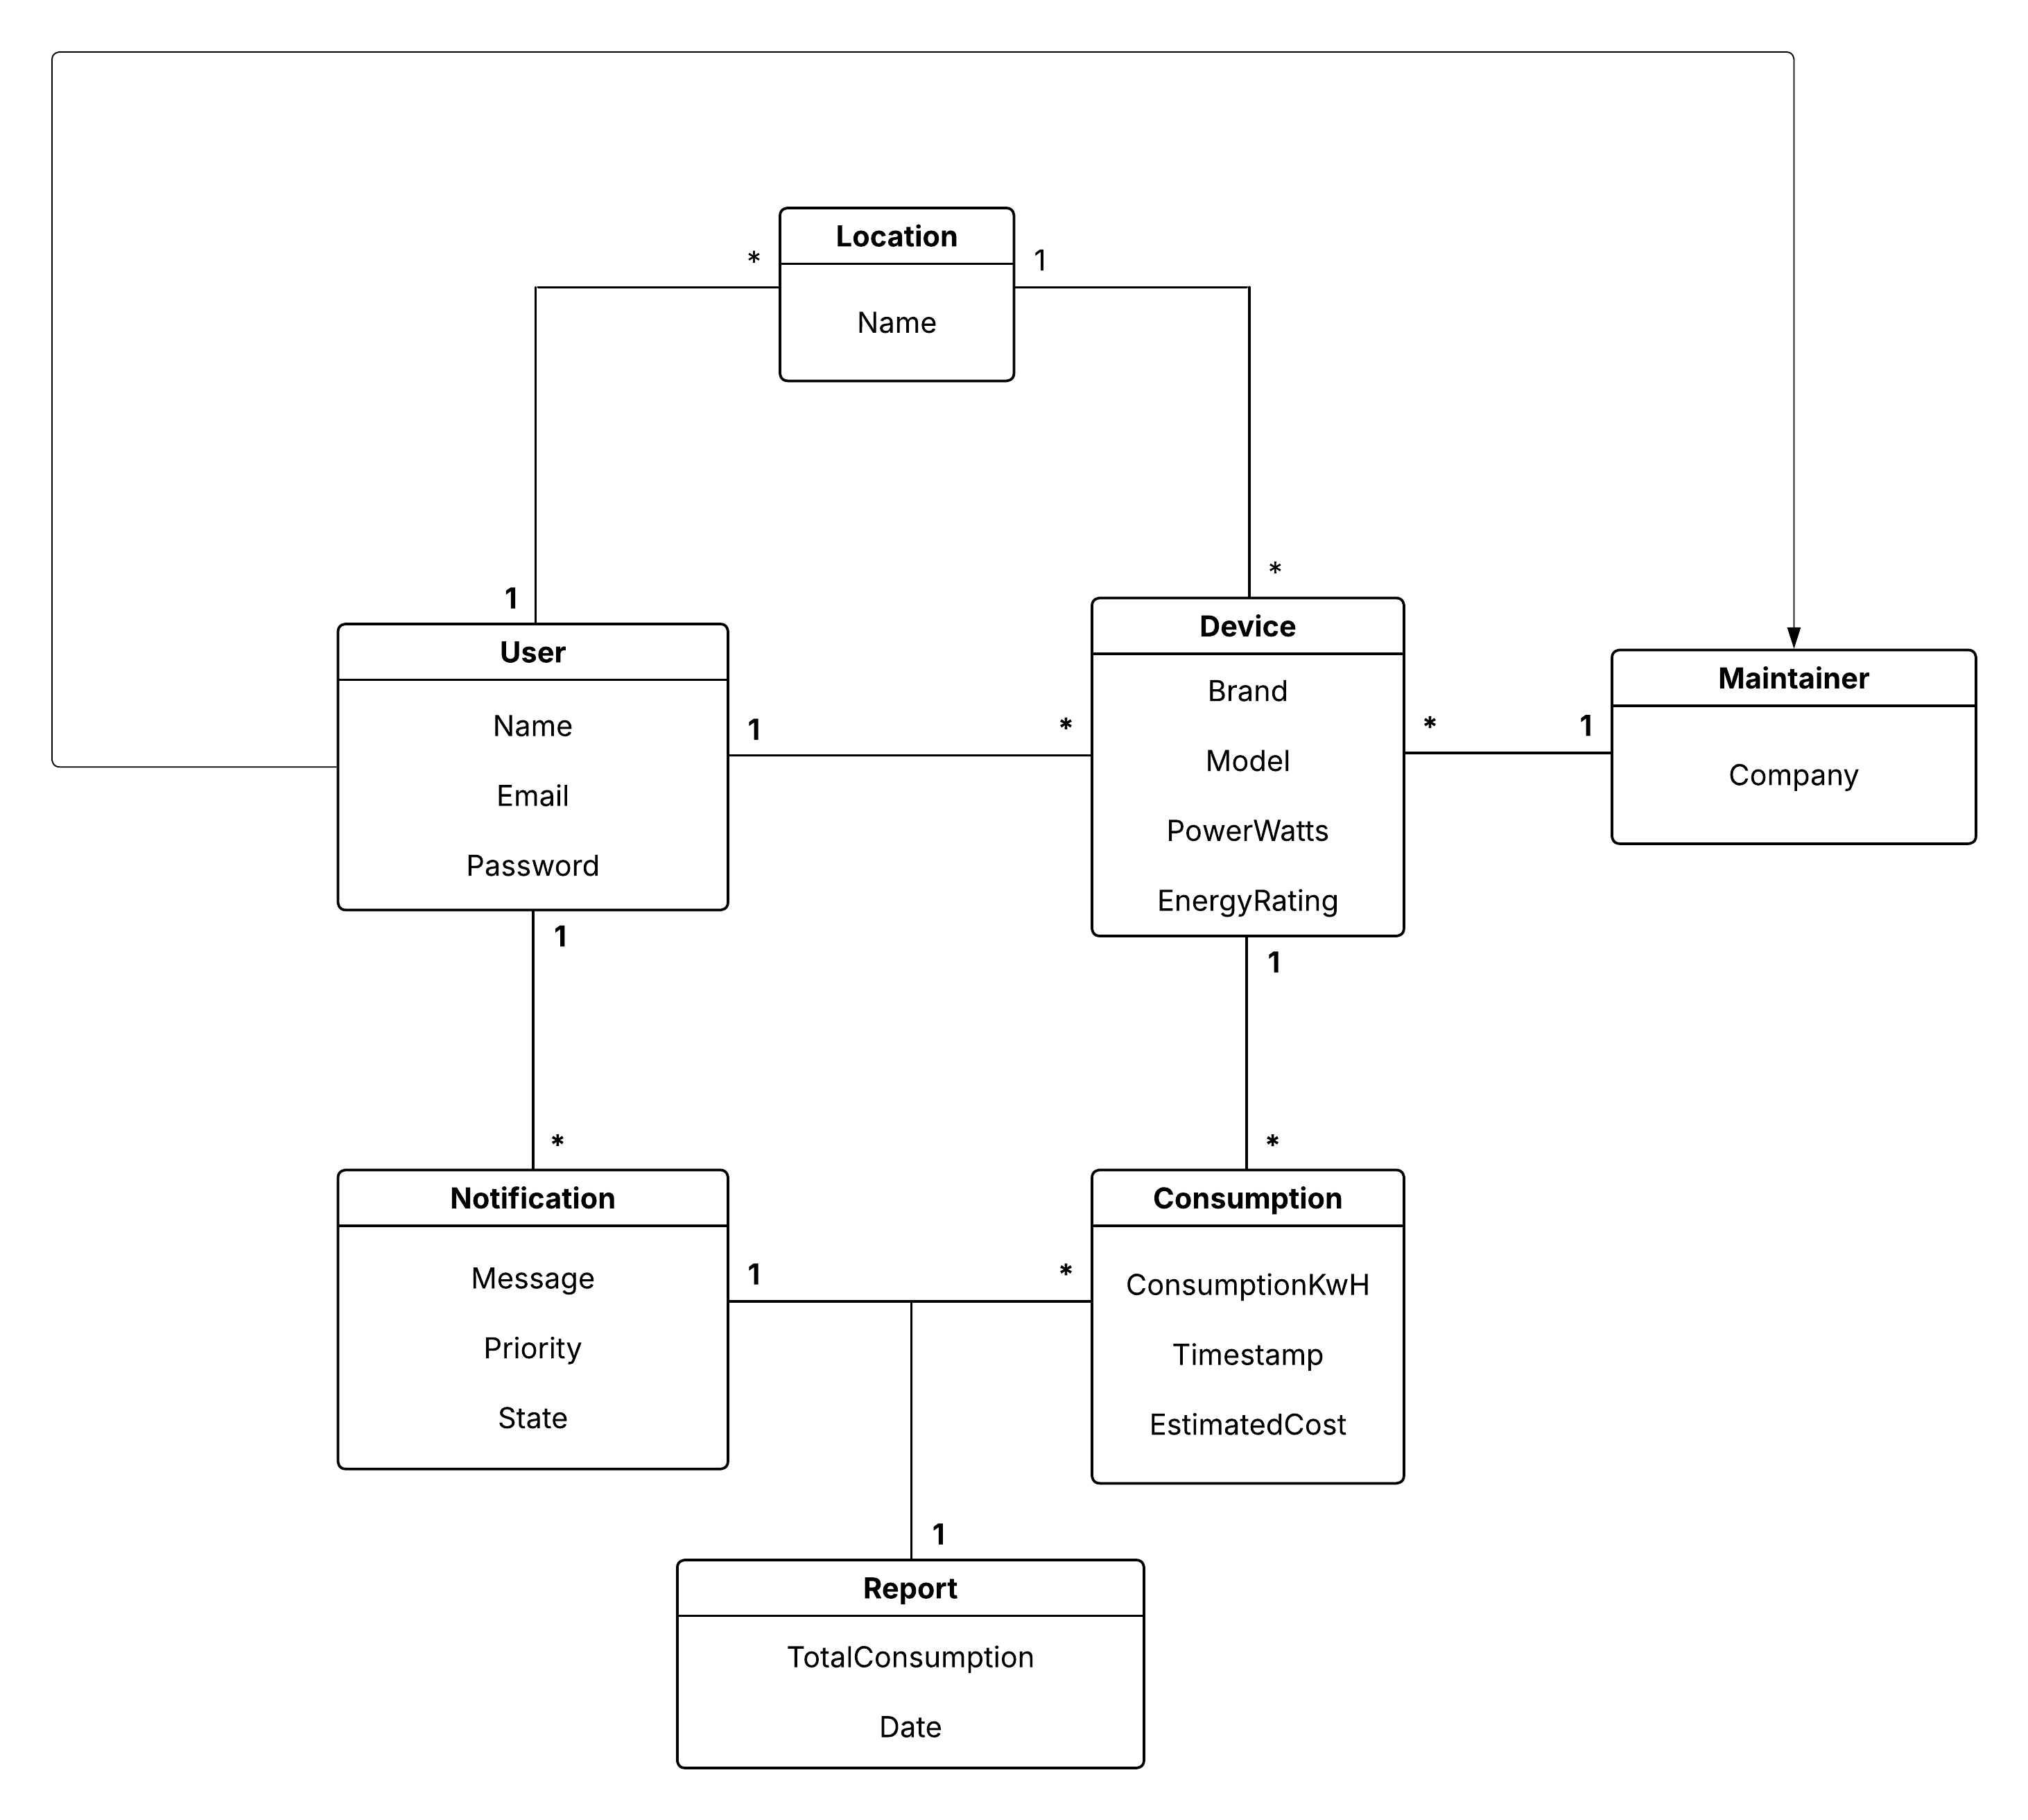 Location
*
1
Name
1
*
User
Name
Email
Password
1
*
Device
Brand
Model
PowerWatts
EnergyRating
*
1
Maintainer
Company
1
1
*
*
Notification
Message
Priority
State
1
*
Consumption
ConsumptionKwH
Timestamp
EstimatedCost
1
Report
TotalConsumption
Date